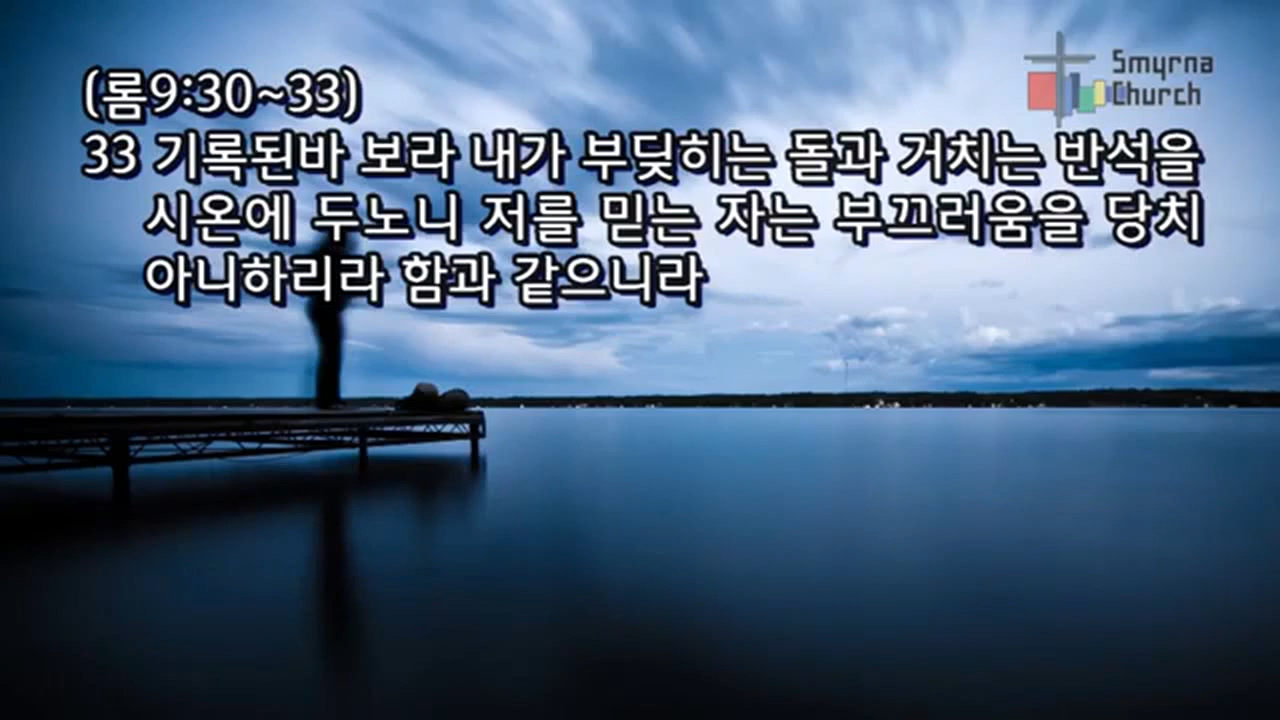 (롬9:30~33)
Smyrna
Church
33 기록된바 보라 내가 부딪히는 돌과 거치는 반석을
시온에 두노니 저를 믿는 자는 부끄러움을 당치
아니하리라 함과 같으니라